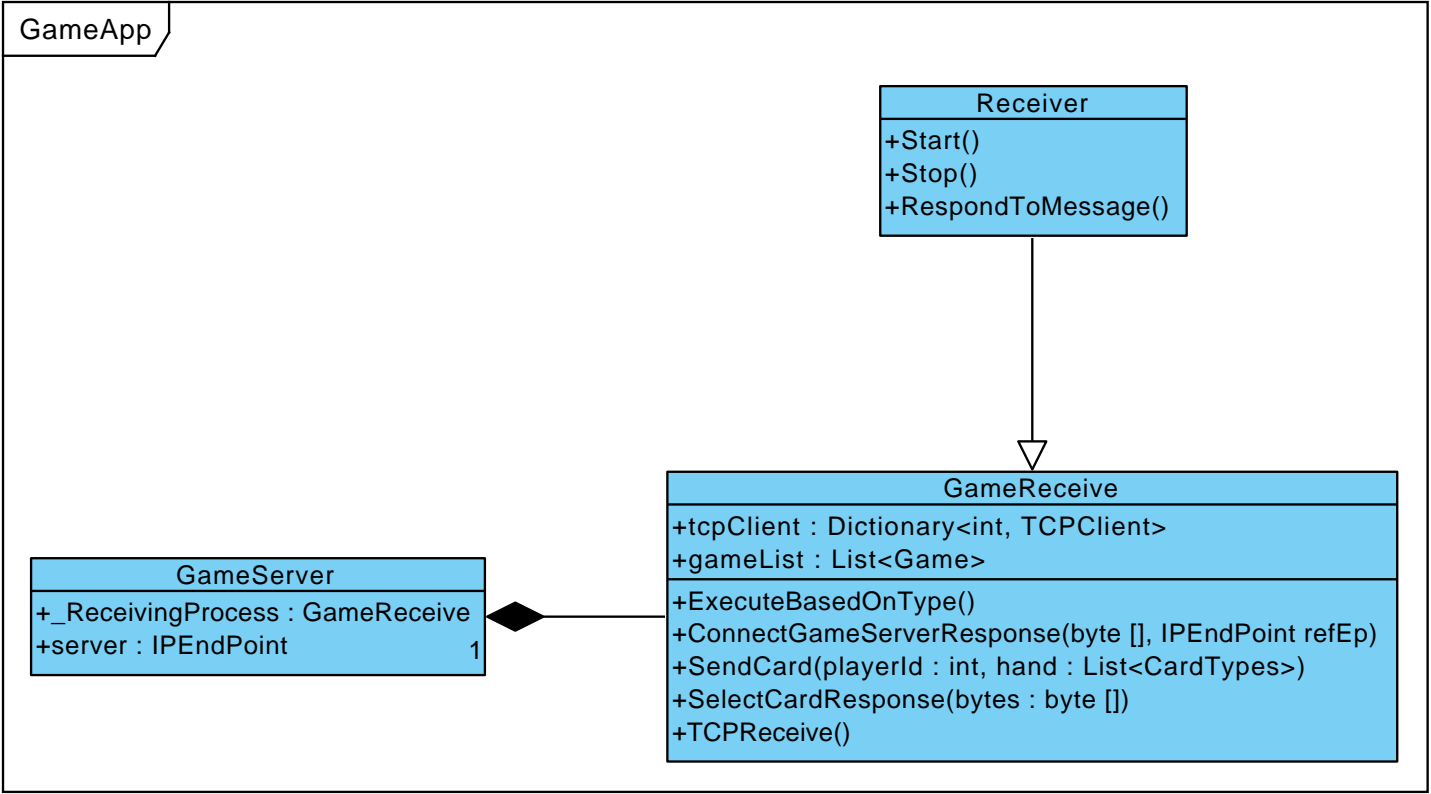 GameApp
Receiver
+Start()
+Stop()
+RespondToMessage()
GameReceive
+tcpClient : Dictionary<int, TCPClient>
+gameList : List<Game>
+ExecuteBasedOnType()
+ConnectGameServerResponse(byte [], IPEndPoint refEp)
+SendCard(playerId : int, hand : List<CardTypes>)
+SelectCardResponse(bytes : byte [])
+TCPReceive()
GameServer
+_ReceivingProcess : GameReceive
+server : IPEndPoint
1